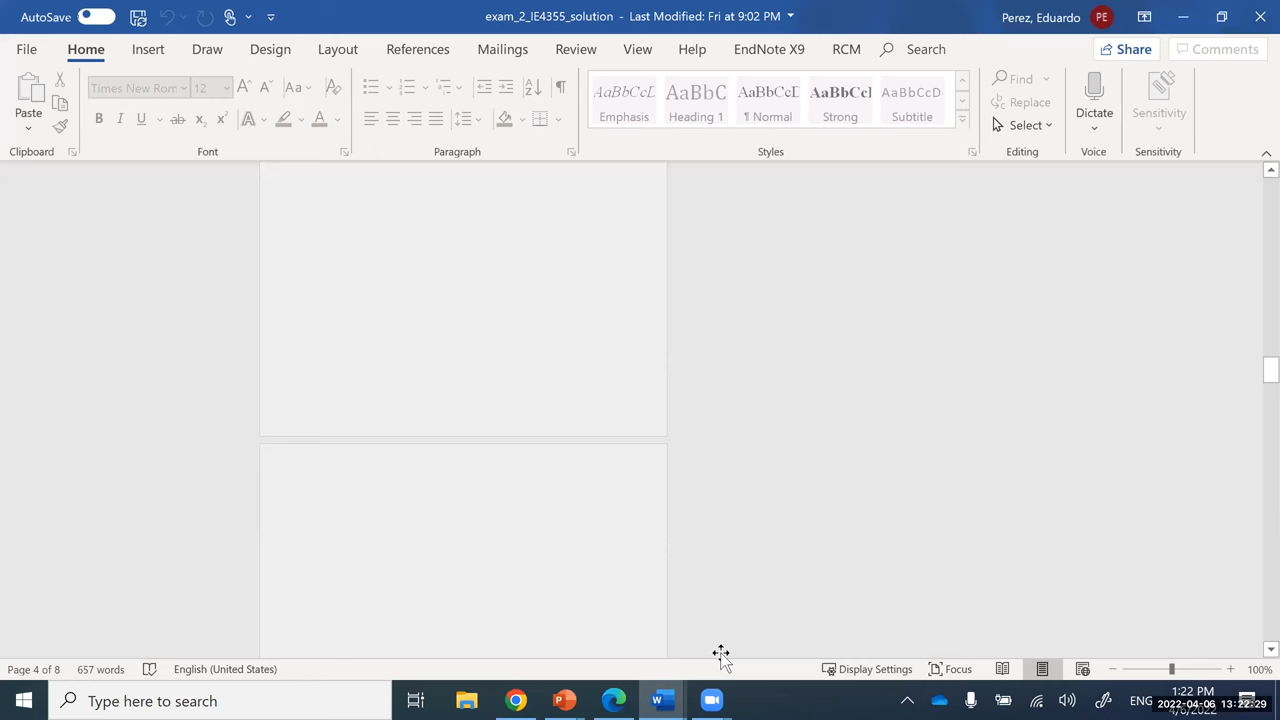 AutoSave
exam_2_IE4355_solution - Last Modified: Fri at 9:02 PM
Perez, Eduardo PE
File Home Insert Draw Design Layout References Mailings Review View Help EndNote X9 RCM Search Share Comments
Times New Rom 12 Aa
AaBbCcL AaBbC AaBbCcL AaBbCcl AaBbCcD
Find
Replace
Select
Paste Emphasis Heading 1 ¶ Normal Strong Subtitle Dictate Sensitivity
Clipboard Font Paragraph Styles Editing Voice Sensitivity
Page 4 of 8 657 words English (United States) Display Settings Focus 100%
Type here to search
ENG
1:22 PM
2022-04-06 13:22:29